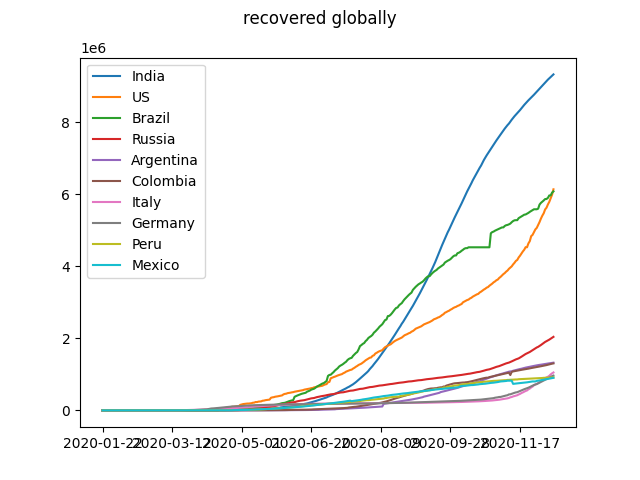 recovered globally
1e6
India
US
Brazil
Russia
Argentina
Colombia
Italy
Germany
Peru
Mexico
8
6
4
2
0
2020-01-22 2020-03-12 2020-05-01 2020-06-20 2020-08-09 2020-09-28 2020-11-17